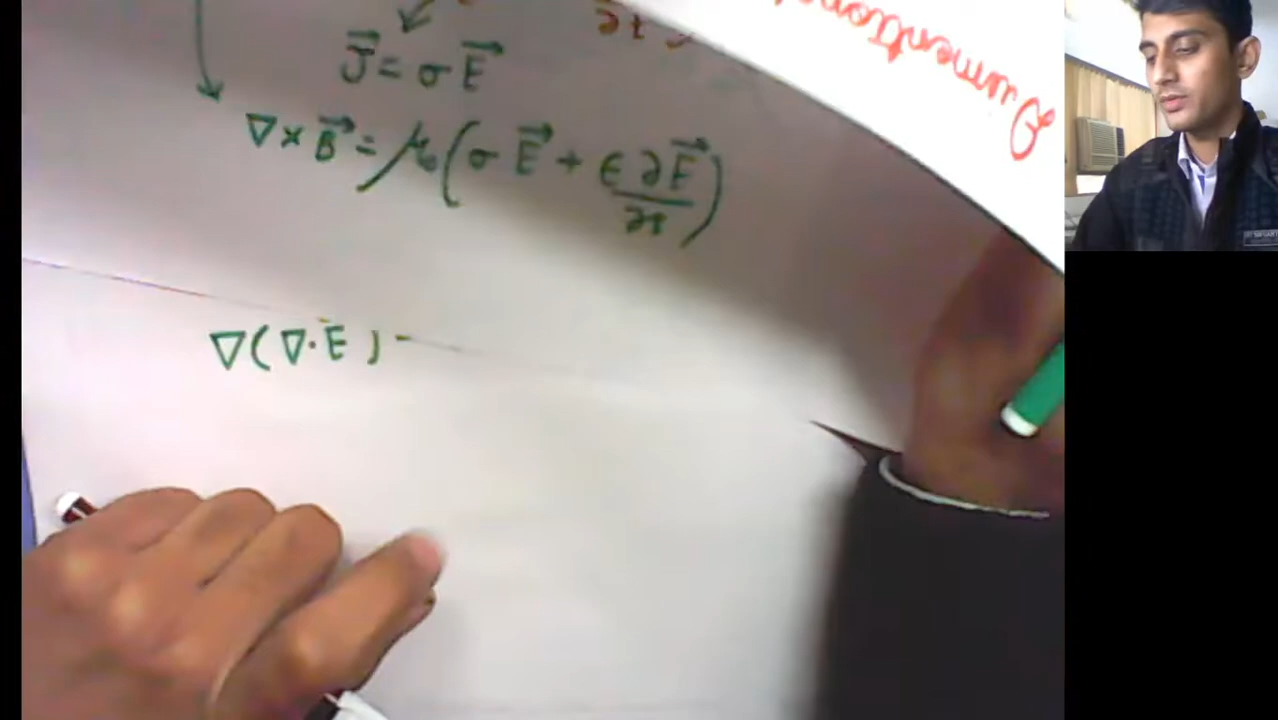 J⃗ = σ E⃗
∇ × B⃗ = μ₀ (σ E⃗ + ϵ ∂E⃗/∂t)
∇(∇·E) -